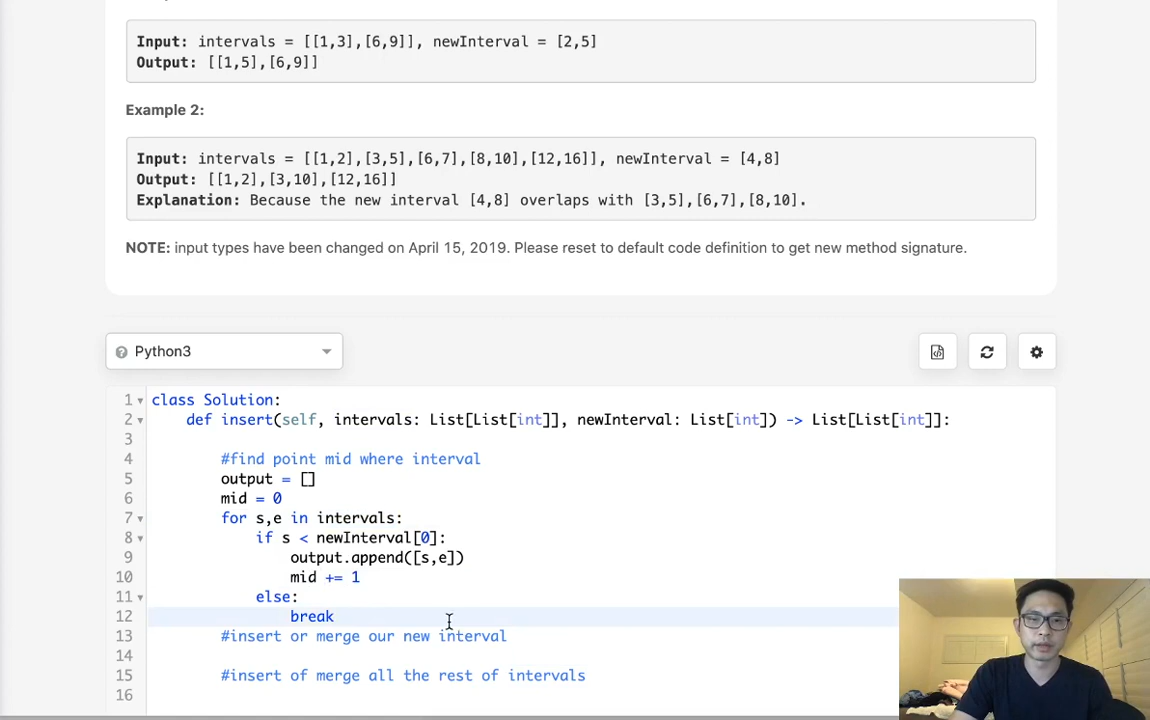 Input: intervals = [[1,3],[6,9]], newInterval = [2,5]
Output: [[1,5],[6,9]]
Example 2:
Input: intervals = [[1,2],[3,5],[6,7],[8,10],[12,16]], newInterval = [4,8]
Output: [[1,2],[3,10],[12,16]]
Explanation: Because the new interval [4,8] overlaps with [3,5],[6,7],[8,10].
NOTE: input types have been changed on April 15, 2019. Please reset to default code definition to get new method signature.
Python3
1 class Solution:
2 def insert(self, intervals: List[List[int]], newInterval: List[int]) -> List[List[int]]:
3
4 #find point mid where interval
5 output = []
6 mid = 0
7 for s,e in intervals:
8 if s < newInterval[0]:
9 output.append([s,e])
10 mid += 1
11 else:
12 break
13 #insert or merge our new interval
14
15 #insert of merge all the rest of intervals
16